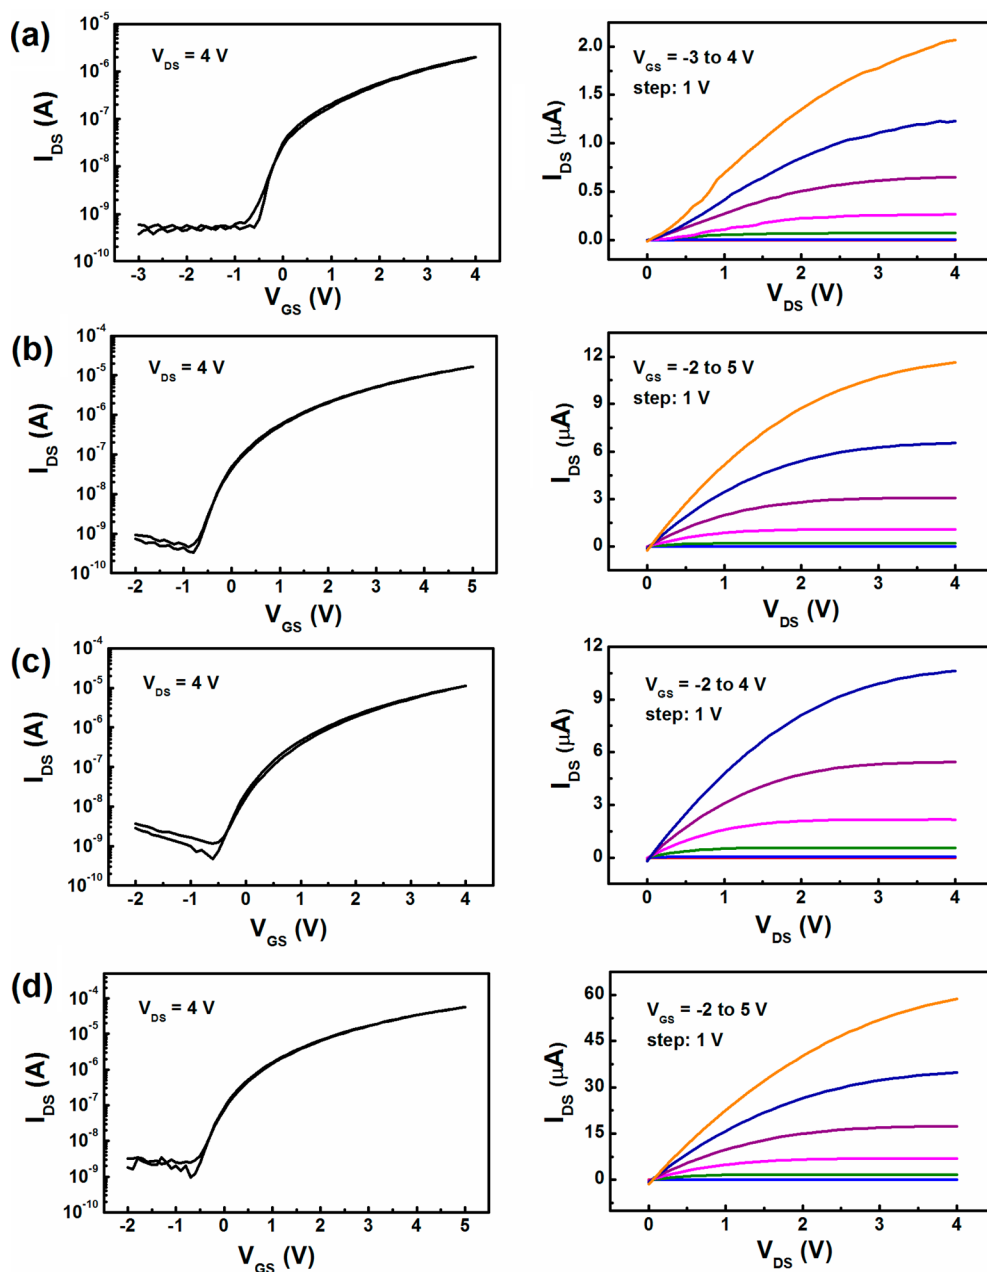 (a)
V_DS = 4 V
I_DS (A)
10^-5
10^-6
10^-7
10^-8
10^-9
10^-10
-3 -2 -1 0 1 2 3 4
V_GS (V)
V_GS = -3 to 4 V
step: 1 V
I_DS (μA)
2.0
1.5
1.0
0.5
0.0
0 1 2 3 4
V_DS (V)
(b)
V_DS = 4 V
I_DS (A)
10^-4
10^-5
10^-6
10^-7
10^-8
10^-9
10^-10
-2 -1 0 1 2 3 4 5
V_GS (V)
V_GS = -2 to 5 V
step: 1 V
I_DS (μA)
12
9
6
3
0
0 1 2 3 4
V_DS (V)
(c)
V_DS = 4 V
I_DS (A)
10^-4
10^-5
10^-6
10^-7
10^-8
10^-9
10^-10
-2 -1 0 1 2 3 4
V_GS (V)
V_GS = -2 to 4 V
step: 1 V
I_DS (μA)
12
9
6
3
0
0 1 2 3 4
V_DS (V)
(d)
V_DS = 4 V
I_DS (A)
10^-4
10^-5
10^-6
10^-7
10^-8
10^-9
10^-10
-2 -1 0 1 2 3 4 5
V_GS (V)
V_GS = -2 to 5 V
step: 1 V
I_DS (μA)
60
45
30
15
0
0 1 2 3 4
V_DS (V)